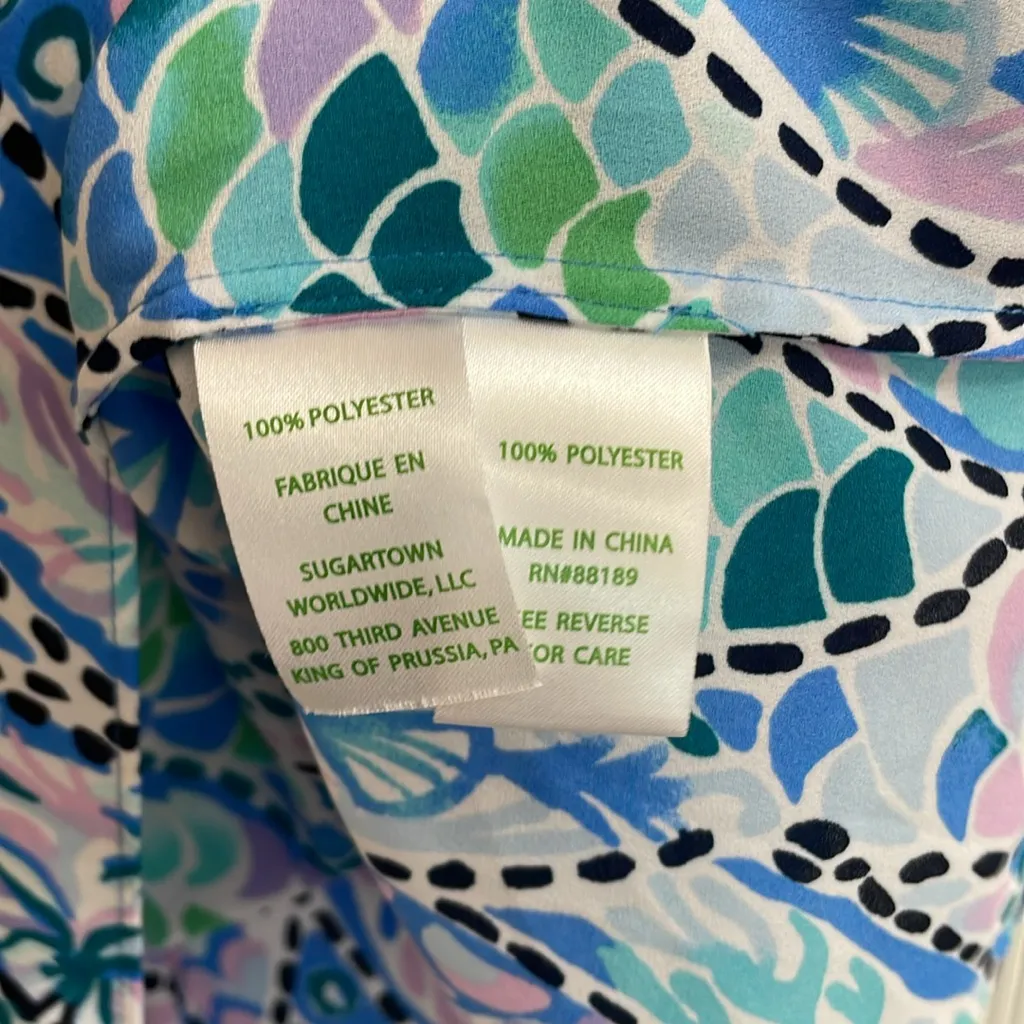 100% POLYESTER
FABRIQUE EN
CHINE
SUGARTOWN
WORLDWIDE, LLC
800 THIRD AVENUE
KING OF PRUSSIA, PA
100% POLYESTER
MADE IN CHINA
RN#88189
EE REVERSE
OR CARE